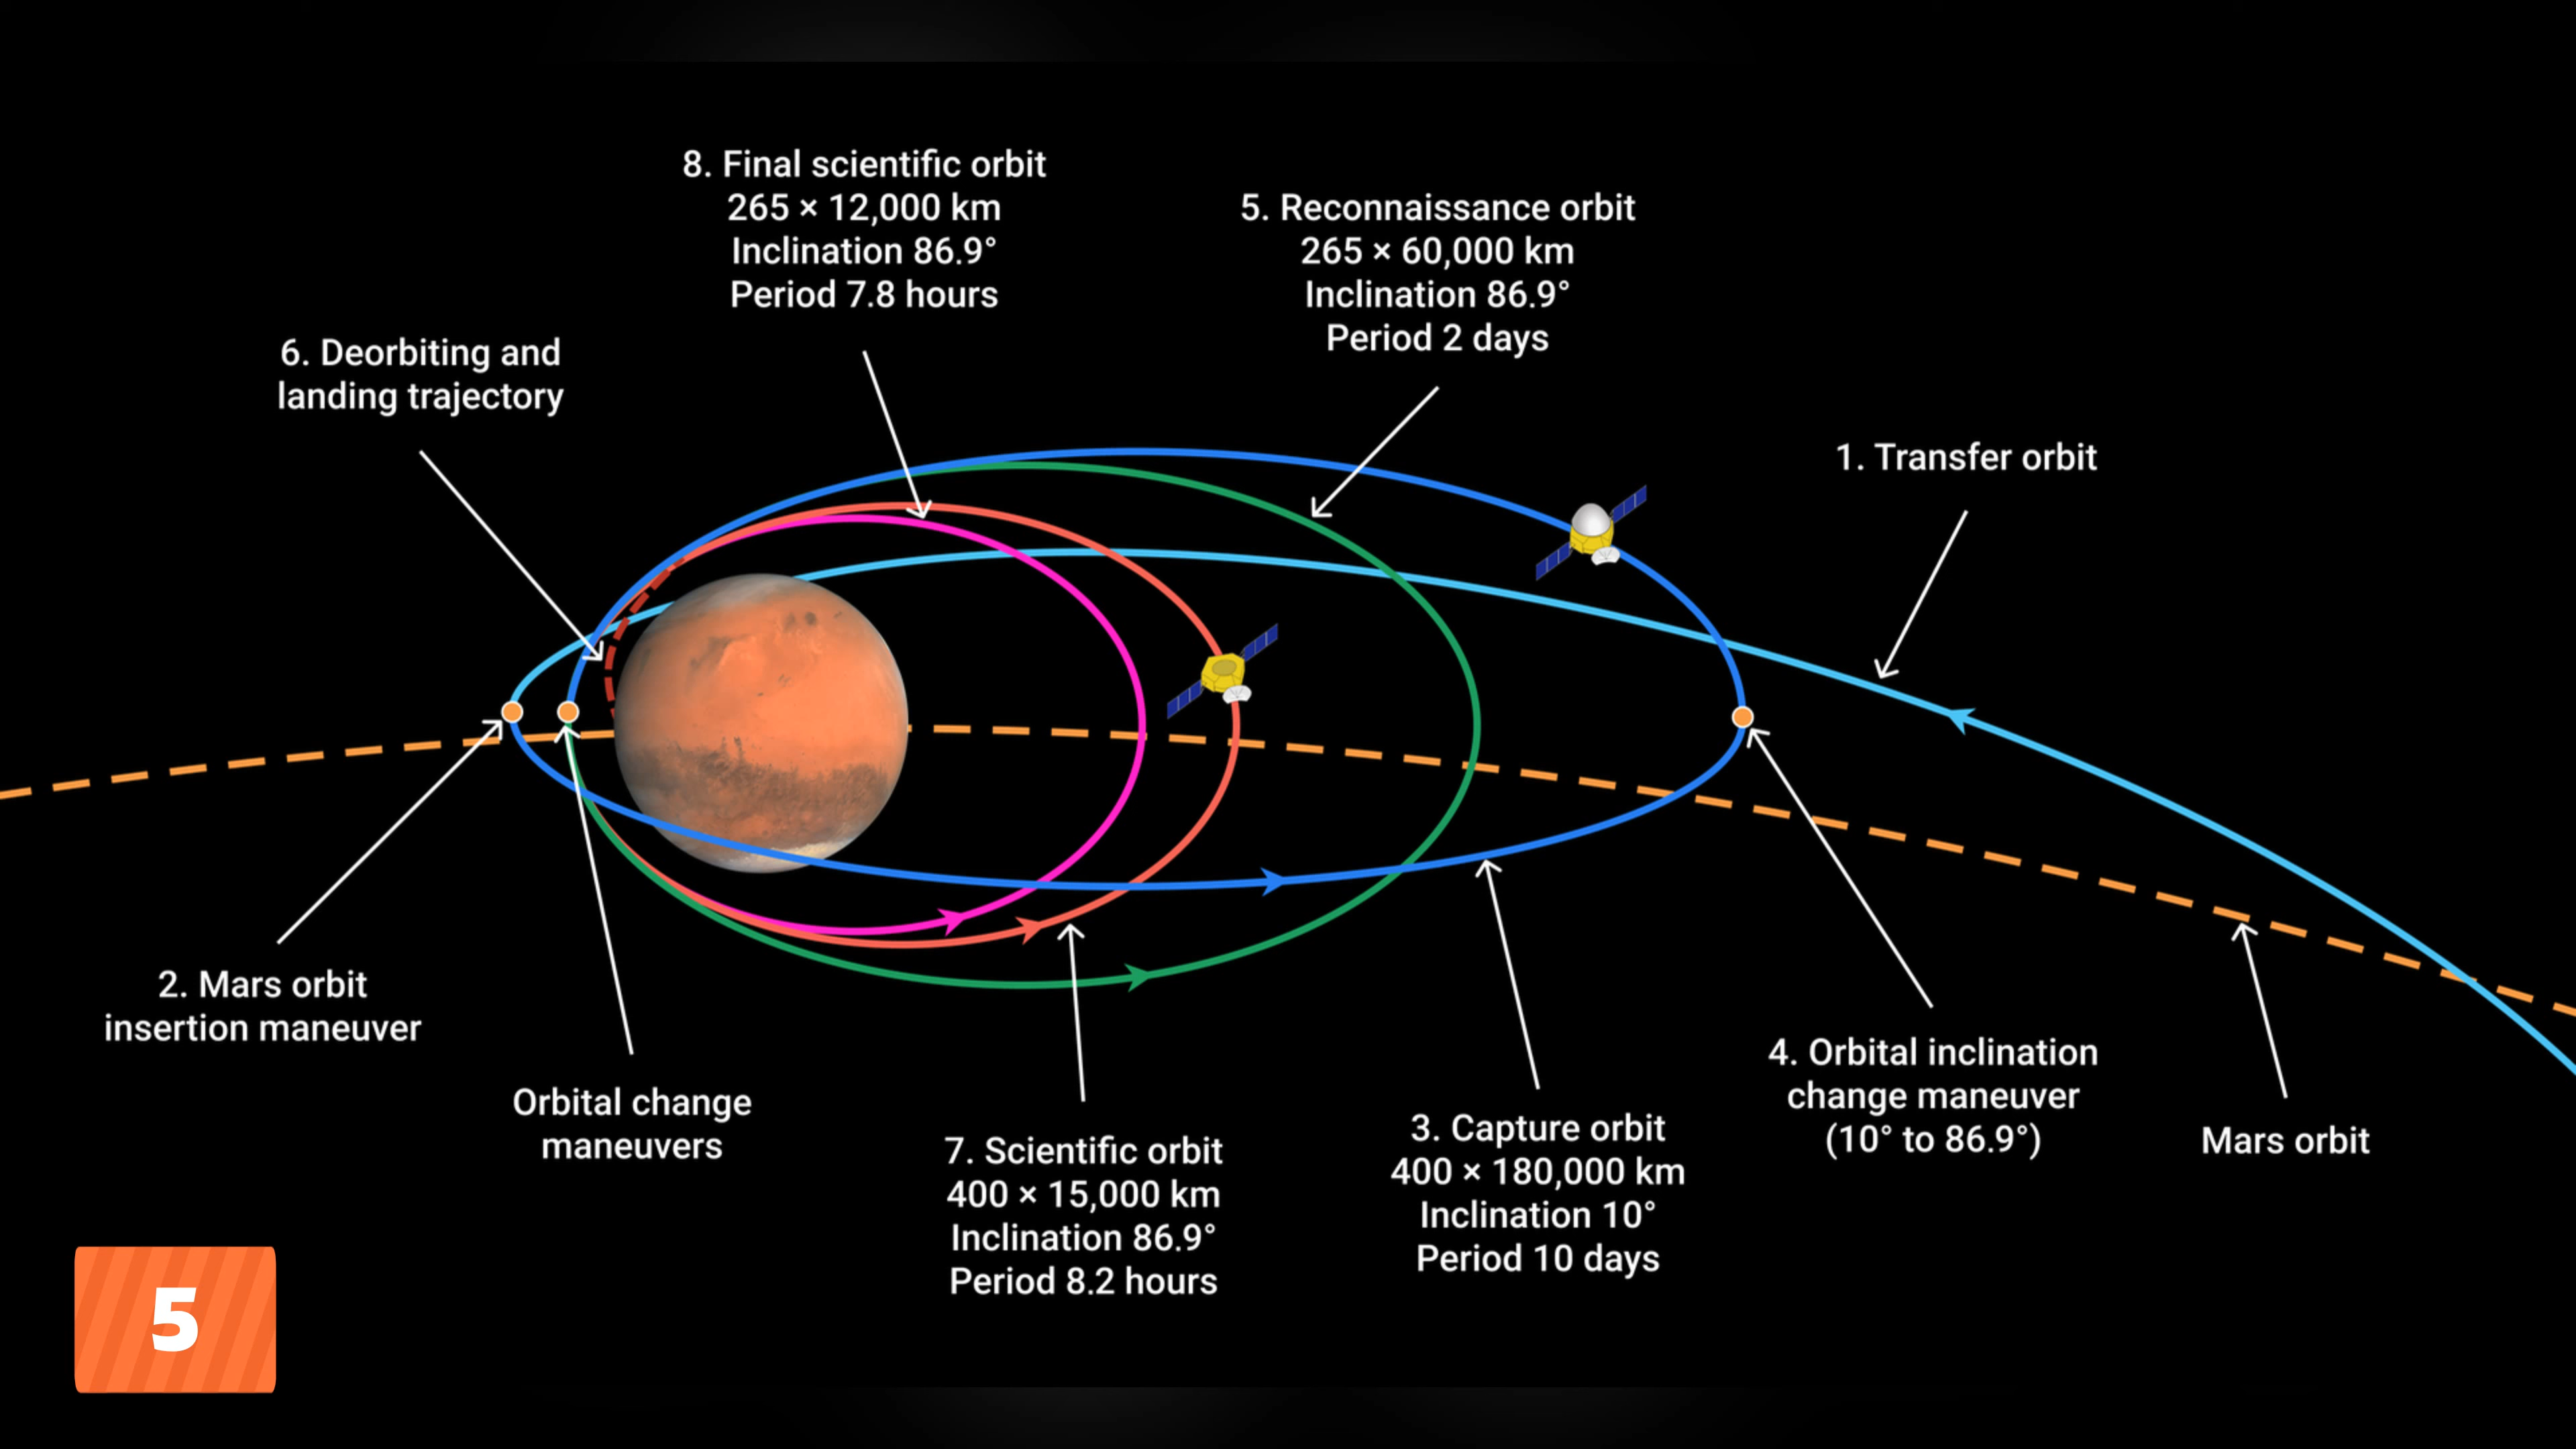 8. Final scientific orbit
265 × 12,000 km
Inclination 86.9°
Period 7.8 hours
5. Reconnaissance orbit
265 × 60,000 km
Inclination 86.9°
Period 2 days
6. Deorbiting and
landing trajectory
1. Transfer orbit
2. Mars orbit
insertion maneuver
Orbital change
maneuvers
7. Scientific orbit
400 × 15,000 km
Inclination 86.9°
Period 8.2 hours
3. Capture orbit
400 × 180,000 km
Inclination 10°
Period 10 days
4. Orbital inclination
change maneuver
(10° to 86.9°)
Mars orbit
5